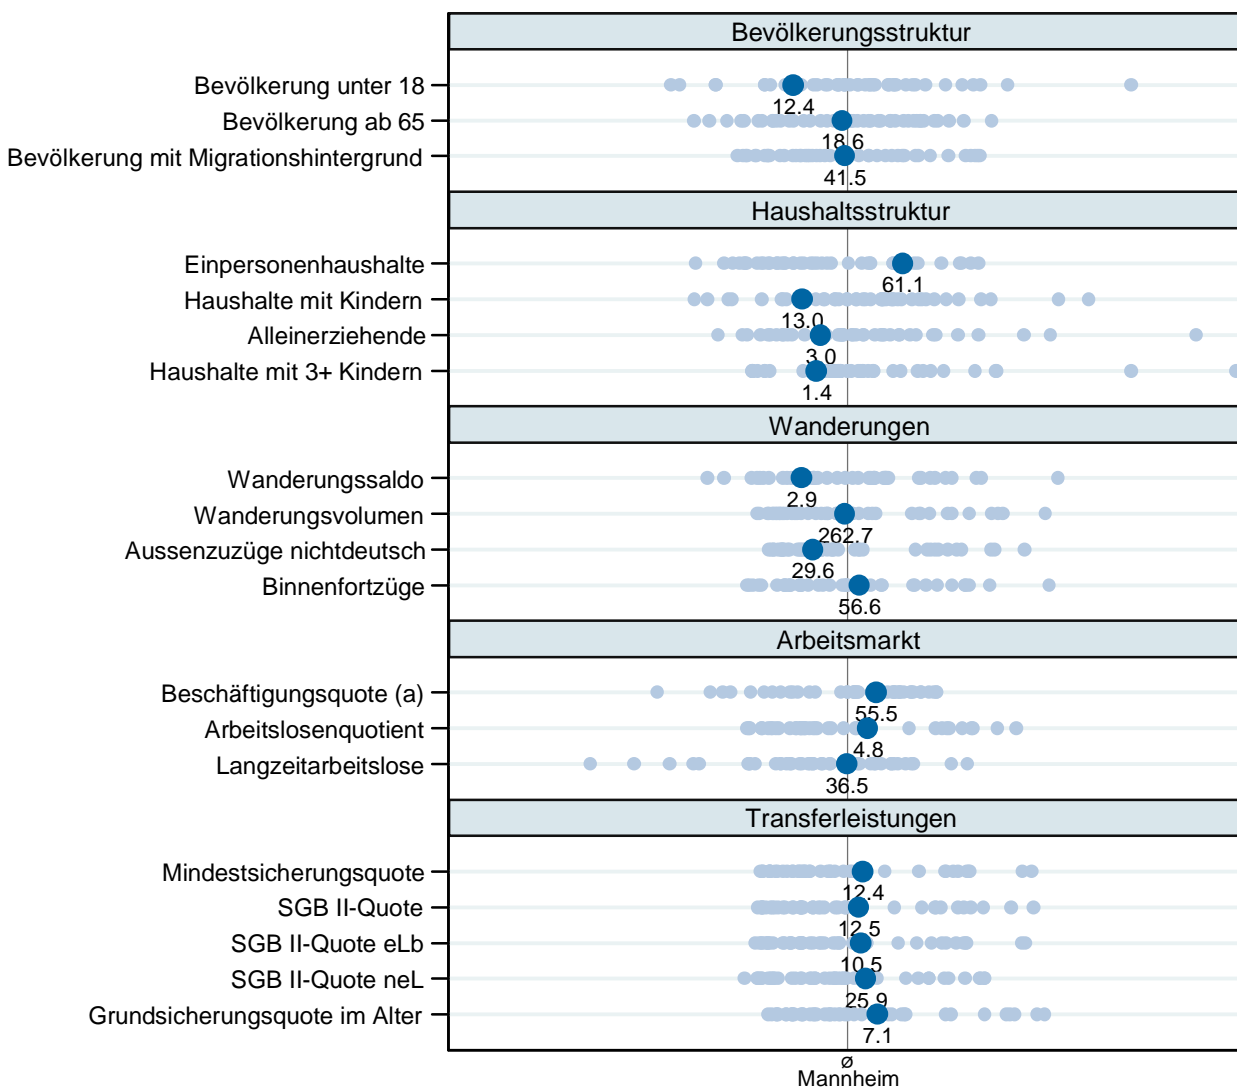 Bevölkerungsstruktur
Bevölkerung unter 18
12.4
Bevölkerung ab 65
18.6
Bevölkerung mit Migrationshintergrund
41.5
Haushaltsstruktur
Einpersonenhaushalte
61.1
Haushalte mit Kindern
13.0
Alleinerziehende
3.0
Haushalte mit 3+ Kindern
1.4
Wanderungen
Wanderungssaldo
2.9
Wanderungsvolumen
262.7
Aussenzuzüge nichtdeutsch
29.6
Binnenfortzüge
56.6
Arbeitsmarkt
Beschäftigungsquote (a)
55.5
Arbeitslosenquotient
4.8
Langzeitarbeitslose
36.5
Transferleistungen
Mindestsicherungsquote
12.4
SGB II-Quote
12.5
SGB II-Quote eLb
10.5
SGB II-Quote neL
25.9
Grundsicherungsquote im Alter
7.1
ø
Mannheim